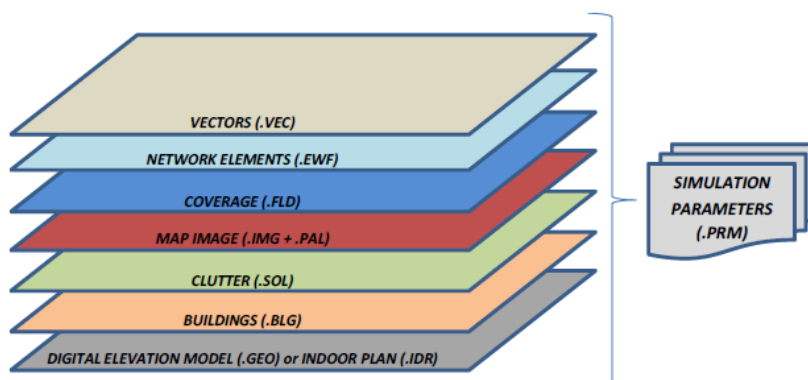 VECTORS (.VEC)
NETWORK ELEMENTS (.EWF)
COVERAGE (.FLD)
MAP IMAGE (.IMG + .PAL)
CLUTTER (.SOL)
BUILDINGS (.BLG)
DIGITAL ELEVATION MODEL (.GEO) or INDOOR PLAN (.IDR)
SIMULATION
PARAMETERS
(.PRM)